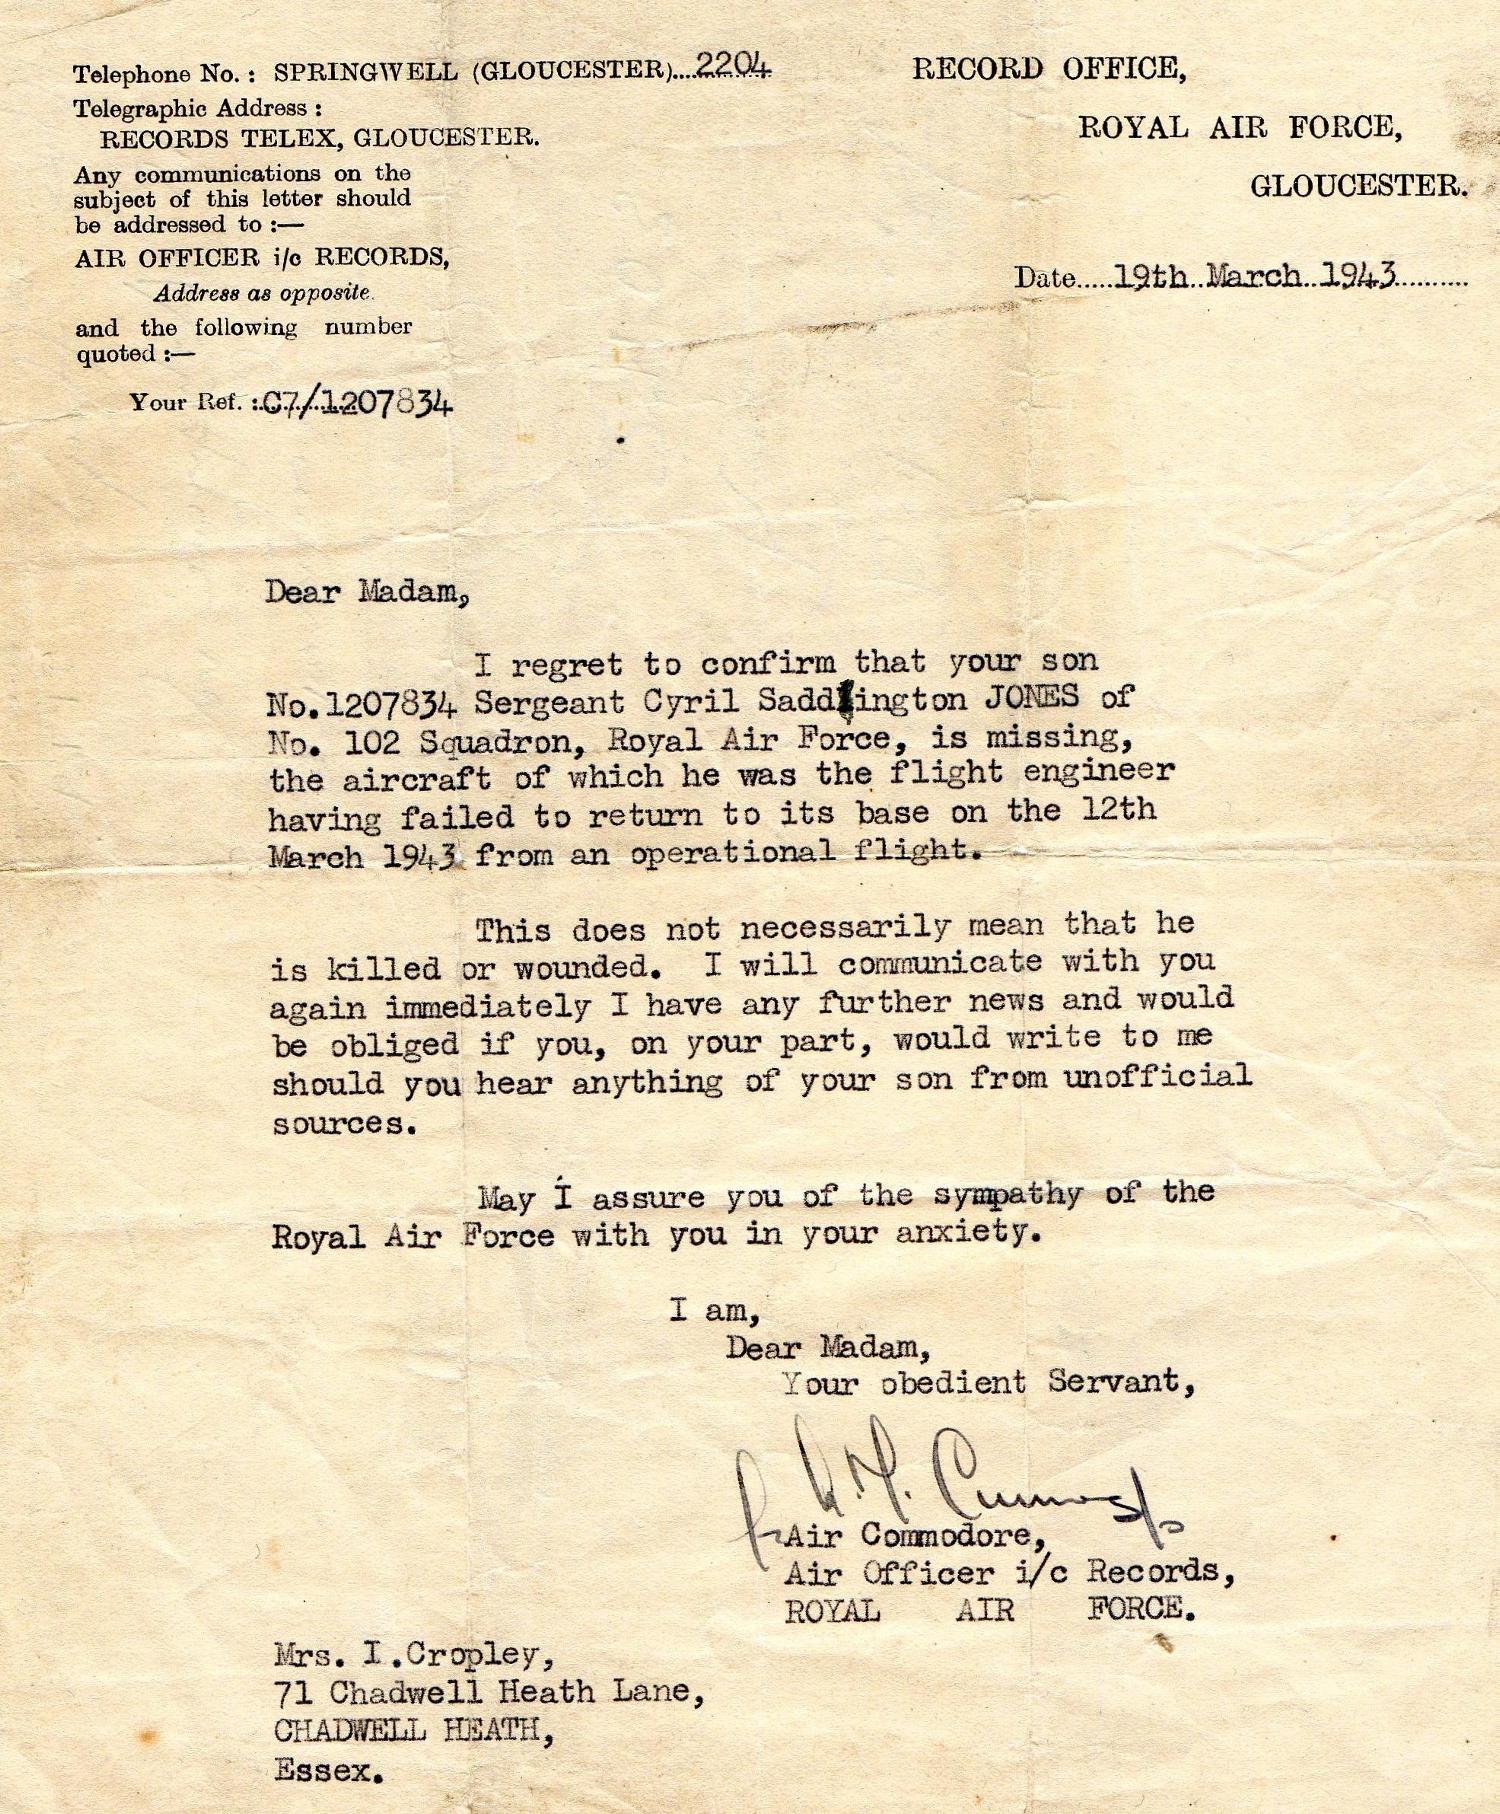 Telephone No. : SPRINGWELL (GLOUCESTER)....2204
Telegraphic Address :
RECORDS TELEX, GLOUCESTER.
Any communications on the
subject of this letter should
be addressed to :—
AIR OFFICER i/c RECORDS,
Address as opposite.
and the following number
quoted :—
Your Ref. :C7/1207834
RECORD OFFICE,
ROYAL AIR FORCE,
GLOUCESTER.
Date.....19th..March..1943..........
Dear Madam,
I regret to confirm that your son
No.1207834 Sergeant Cyril Saddlington JONES of
No. 102 Squadron, Royal Air Force, is missing,
the aircraft of which he was the flight engineer
having failed to return to its base on the 12th
March 1943 from an operational flight.
This does not necessarily mean that he
is killed or wounded. I will communicate with you
again immediately I have any further news and would
be obliged if you, on your part, would write to me
should you hear anything of your son from unofficial
sources.
May I assure you of the sympathy of the
Royal Air Force with you in your anxiety.
I am,
Dear Madam,
Your obedient Servant,
Air Commodore,
Air Officer i/c Records,
ROYAL AIR FORCE.
Mrs. I.Cropley,
71 Chadwell Heath Lane,
CHADWELL HEATH,
Essex.